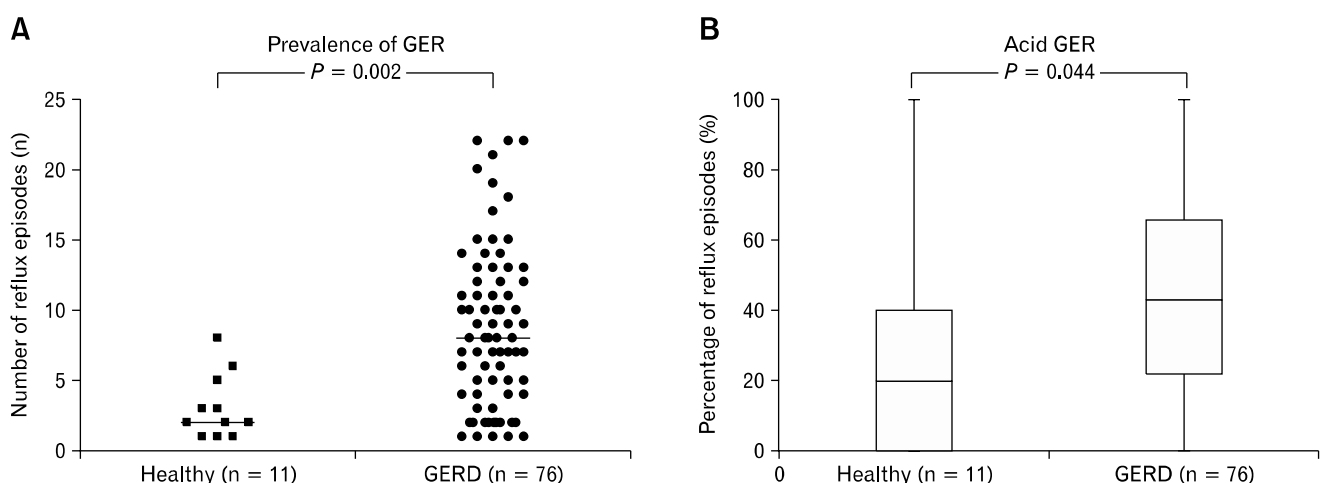 A
Prevalence of GER
P = 0.002
Number of reflux episodes (n)
25
20
15
10
5
0
Healthy (n = 11)
GERD (n = 76)
B
Acid GER
P = 0.044
Percentage of reflux episodes (%)
100
80
60
40
20
0
0
Healthy (n = 11)
GERD (n = 76)